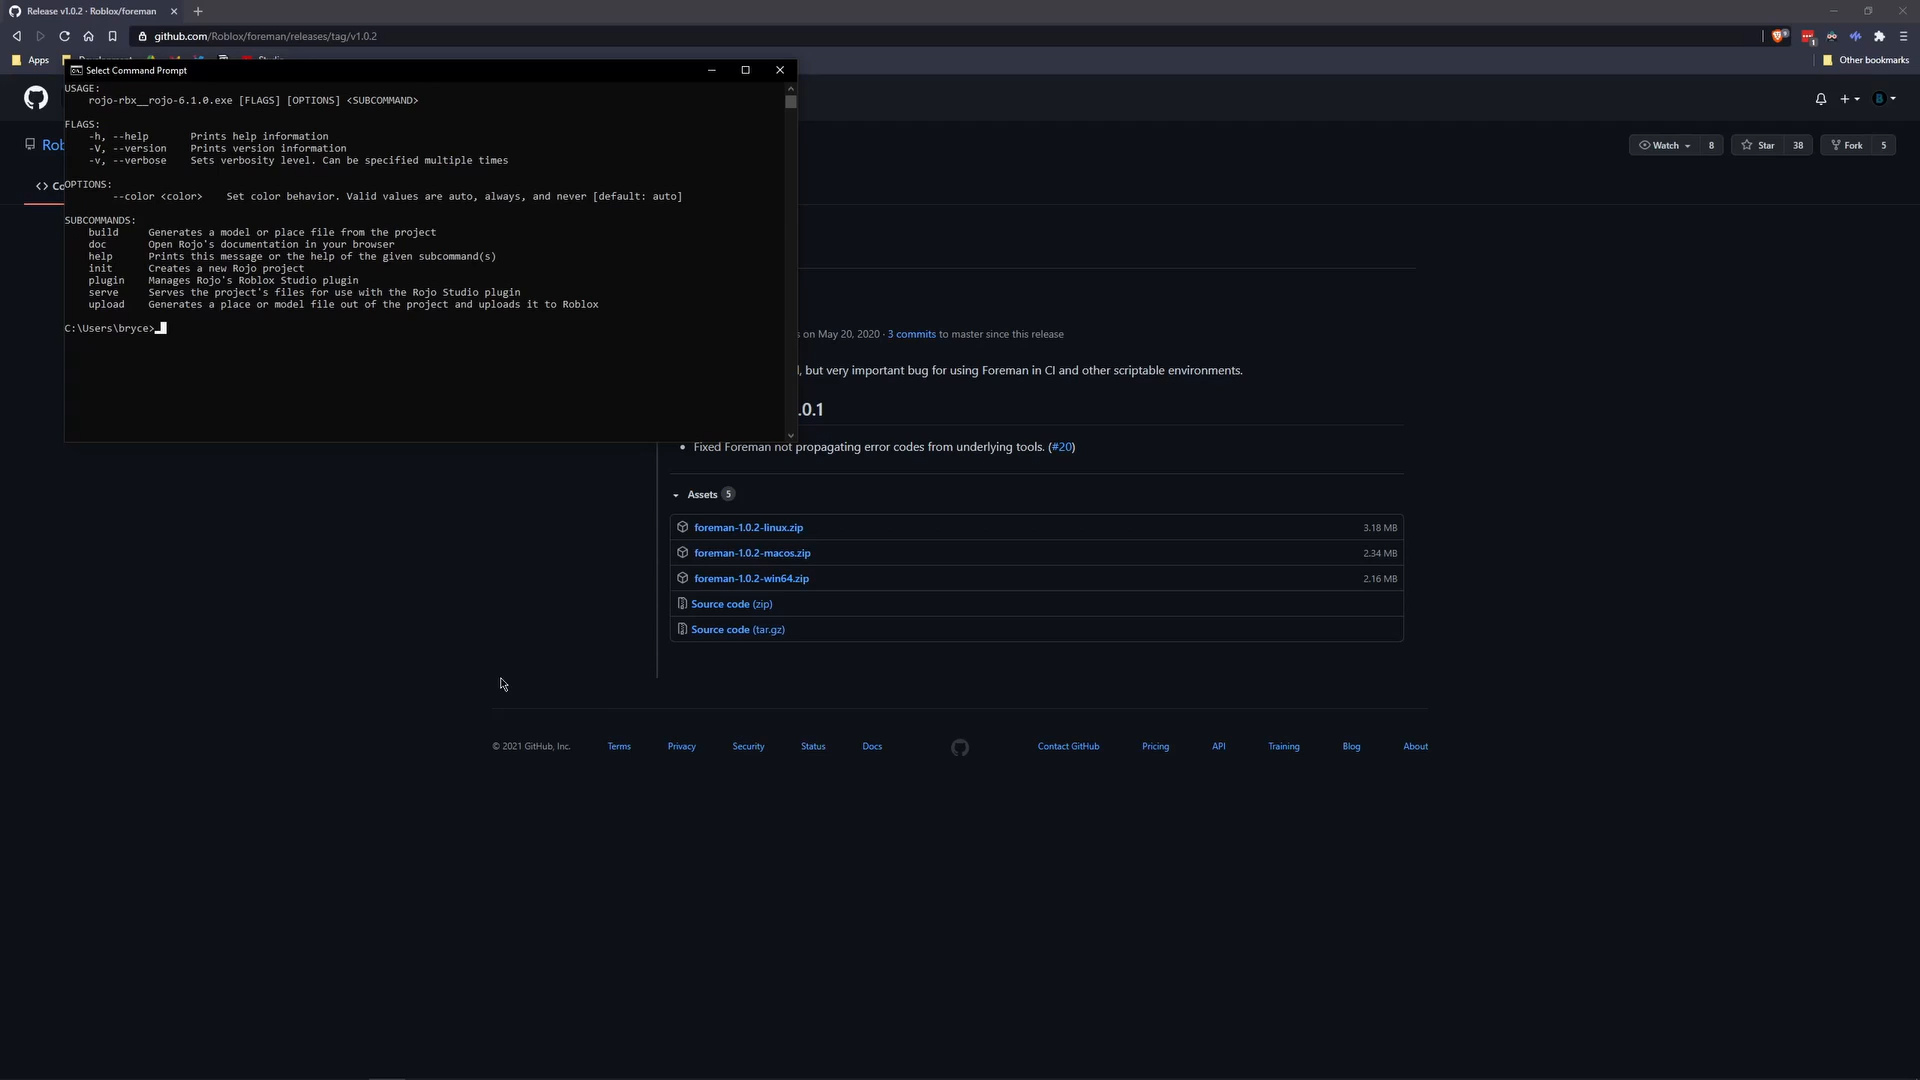 Release v1.0.2 · Roblox/foreman
github.com/Roblox/foreman/releases/tag/v1.0.2
Apps
Other bookmarks
Select Command Prompt
USAGE:
rojo-rbx__rojo-6.1.0.exe [FLAGS] [OPTIONS] <SUBCOMMAND>
FLAGS:
-h, --help Prints help information
-V, --version Prints version information
-v, --verbose Sets verbosity level. Can be specified multiple times
OPTIONS:
--color <color> Set color behavior. Valid values are auto, always, and never [default: auto]
SUBCOMMANDS:
build Generates a model or place file from the project
doc Open Rojo's documentation in your browser
help Prints this message or the help of the given subcommand(s)
init Creates a new Rojo project
plugin Manages Rojo's Roblox Studio plugin
serve Serves the project's files for use with the Rojo Studio plugin
upload Generates a place or model file out of the project and uploads it to Roblox
C:\Users\bryce>
Rob
Watch 8 Star 38 Fork 5
<> Co
s on May 20, 2020 · 3 commits to master since this release
, but very important bug for using Foreman in CI and other scriptable environments.
.0.1
• Fixed Foreman not propagating error codes from underlying tools. (#20)
Assets 5
foreman-1.0.2-linux.zip 3.18 MB
foreman-1.0.2-macos.zip 2.34 MB
foreman-1.0.2-win64.zip 2.16 MB
Source code (zip)
Source code (tar.gz)
© 2021 GitHub, Inc. Terms Privacy Security Status Docs Contact GitHub Pricing API Training Blog About